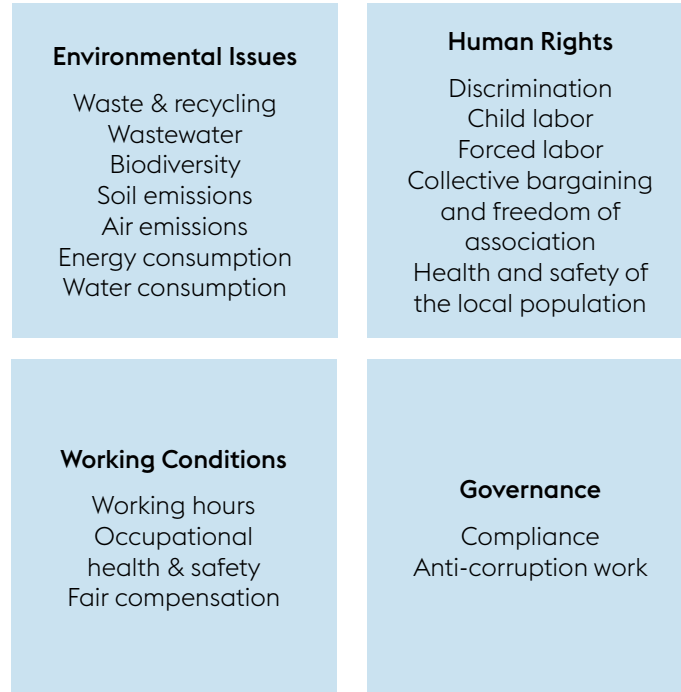 Environmental Issues
Waste & recycling
Wastewater
Biodiversity
Soil emissions
Air emissions
Energy consumption
Water consumption
Human Rights
Discrimination
Child labor
Forced labor
Collective bargaining
and freedom of
association
Health and safety of
the local population
Working Conditions
Working hours
Occupational
health & safety
Fair compensation
Governance
Compliance
Anti-corruption work